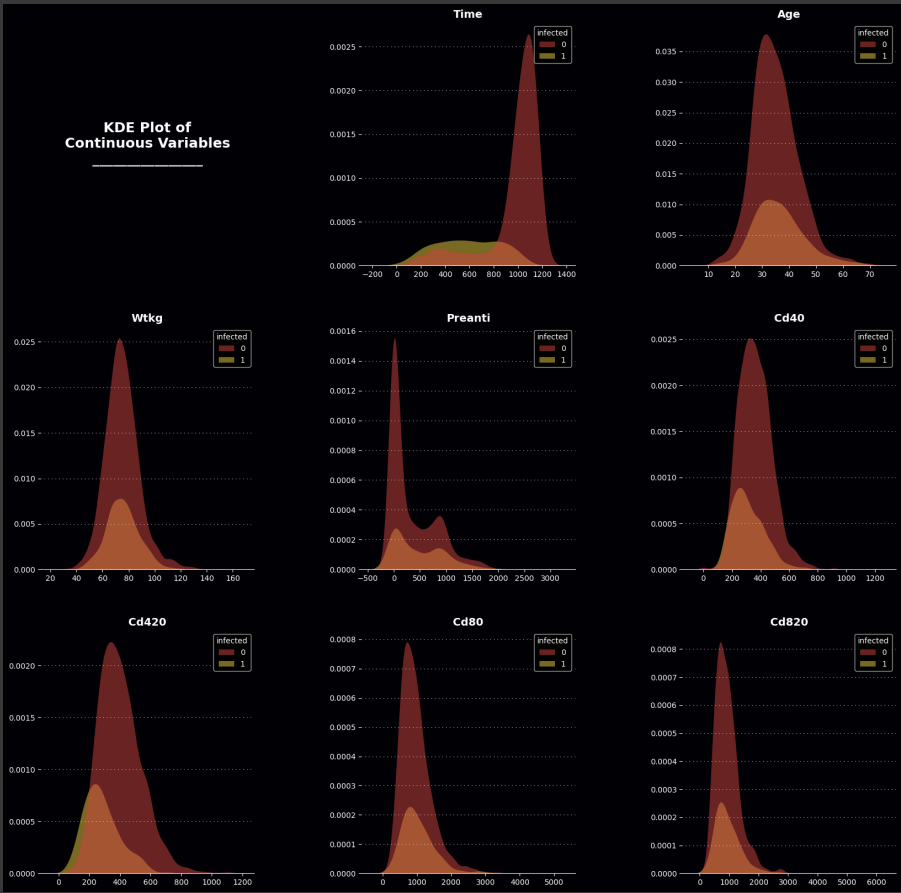 KDE Plot of
Continuous Variables
Time
infected
0
1
0.0025
0.0020
0.0015
0.0010
0.0005
0.0000
−200 0 200 400 600 800 1000 1200 1400
Age
infected
0
1
0.035
0.030
0.025
0.020
0.015
0.010
0.005
0.000
10 20 30 40 50 60 70
Wtkg
infected
0
1
0.025
0.020
0.015
0.010
0.005
0.000
20 40 60 80 100 120 140 160
Preanti
infected
0
1
0.0016
0.0014
0.0012
0.0010
0.0008
0.0006
0.0004
0.0002
0.0000
−500 0 500 1000 1500 2000 2500 3000
Cd40
infected
0
1
0.0025
0.0020
0.0015
0.0010
0.0005
0.0000
0 200 400 600 800 1000 1200
Cd420
infected
0
1
0.0020
0.0015
0.0010
0.0005
0.0000
0 200 400 600 800 1000 1200
Cd80
infected
0
1
0.0008
0.0007
0.0006
0.0005
0.0004
0.0003
0.0002
0.0001
0.0000
0 1000 2000 3000 4000 5000
Cd820
infected
0
1
0.0008
0.0007
0.0006
0.0005
0.0004
0.0003
0.0002
0.0001
0.0000
0 1000 2000 3000 4000 5000 6000